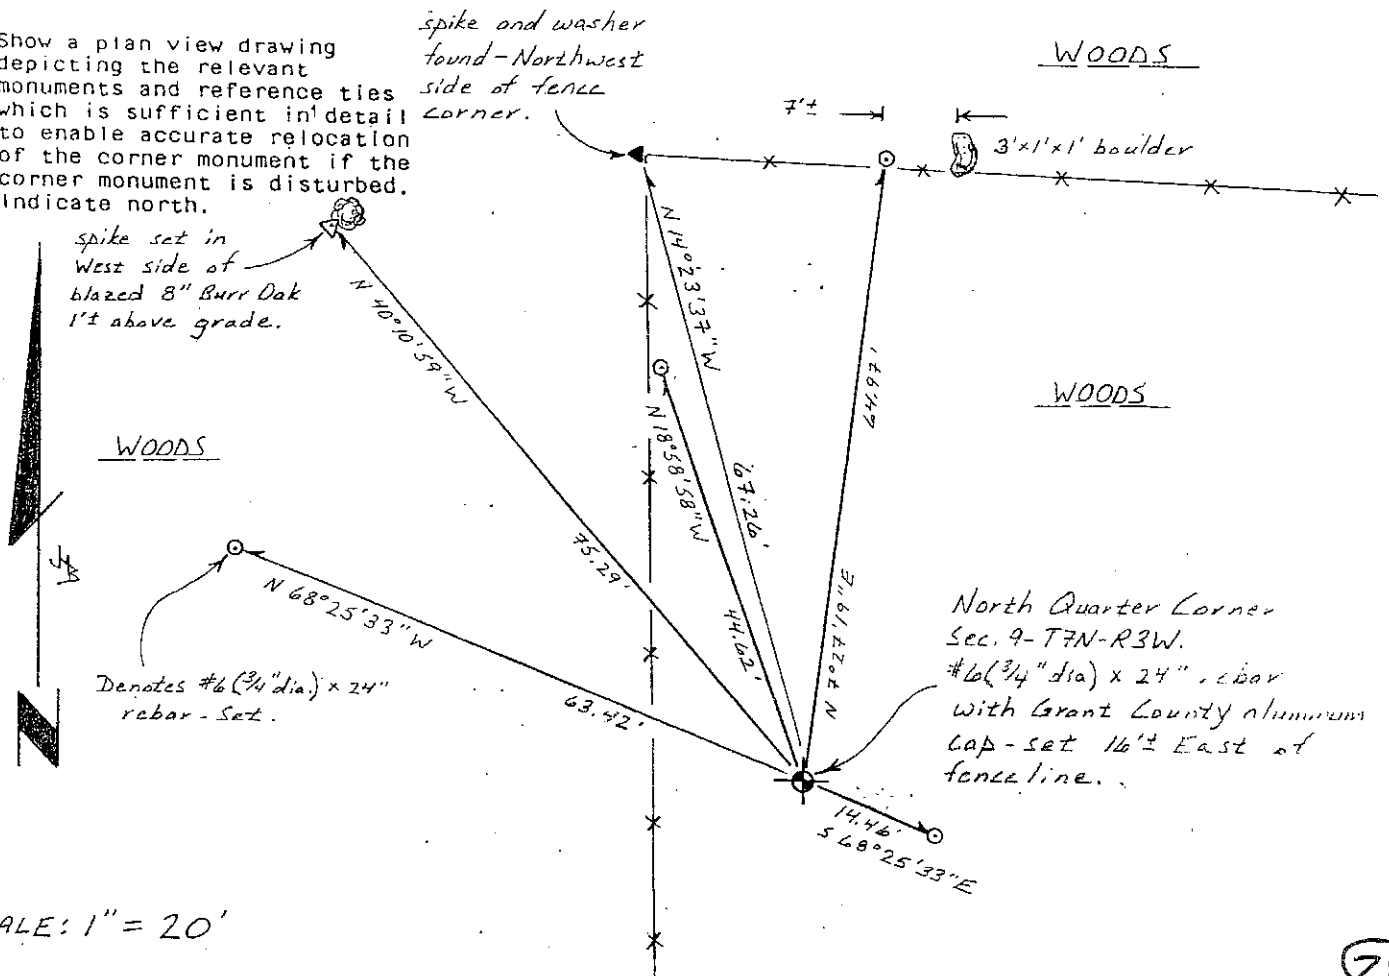 Show a plan view drawing
depicting the relevant
monuments and reference ties
which is sufficient in detail
to enable accurate relocation
of the corner monument if the
corner monument is disturbed.
Indicate north.
spike and washer
found - Northwest
side of fence
corner.
WOODS
7'±
3'x1'x1' boulder
spike set in
West side of
blazed 8" Burr Oak
1'± above grade.
N 40°10'59" W
75.29'
N 14°23'37" W
67.26'
N 18°58'58" W
44.62'
N 7°27'19" E
WOODS
WOODS
N 68°25'33" W
63.42'
Denotes #6 (3/4" dia.) x 24"
rebar - Set.
North Quarter Corner
Sec. 9-T7N-R3W.
#6 (3/4" dia) x 24" rebar
with Grant County aluminum
cap - set 16'± East of
fence line.
14.46'
S 68°25'33" E
N
ALE: 1" = 20'